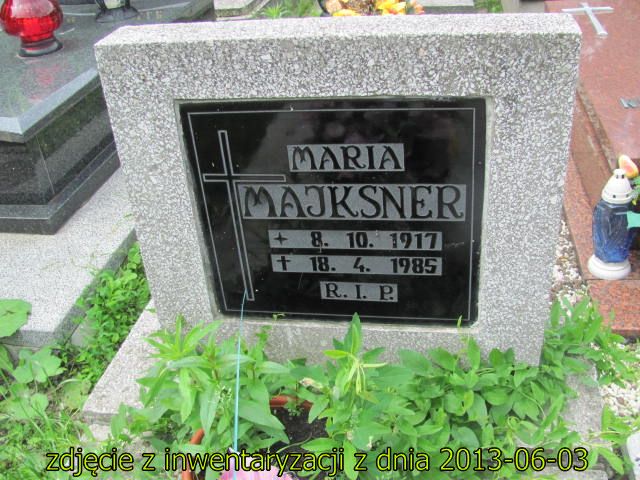 MARIA
MAJKSNER
+ 8. 10. 1917
† 18. 4. 1985
R. I. P.
zdjęcie z inwentaryzacji z dnia 2013-06-03